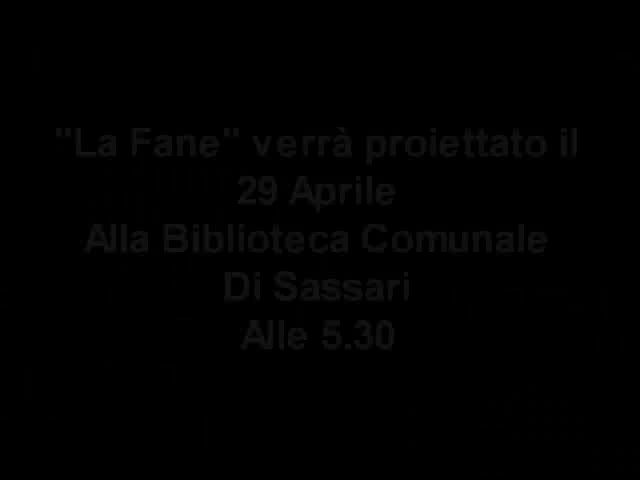 "La Fane" verrà proiettato il
29 Aprile
Alla Biblioteca Comunale
Di Sassari
Alle 5.30